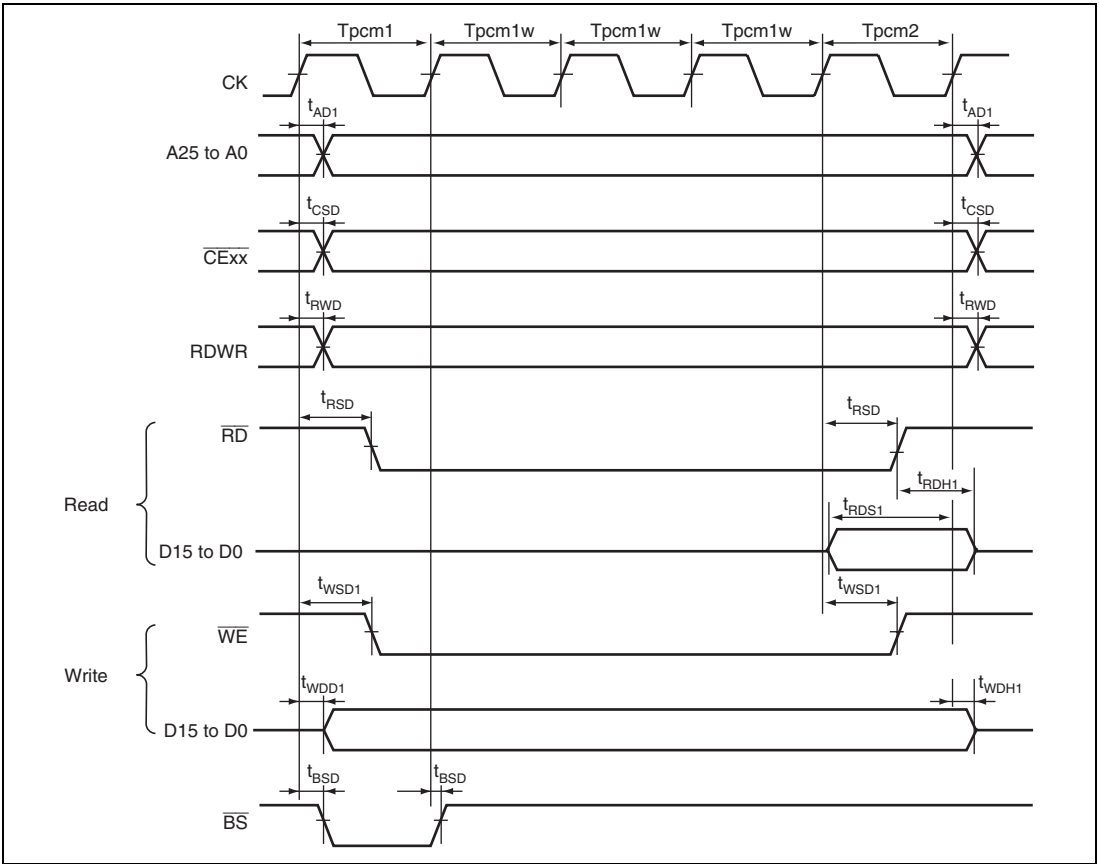 Tpcm1 Tpcm1w Tpcm1w Tpcm1w Tpcm2
CK
tAD1 tAD1
A25 to A0
tCSD tCSD
CExx
tRWD tRWD
RDWR
tRSD tRSD
RD
tRDH1
Read
tRDS1
D15 to D0
tWSD1 tWSD1
WE
Write
tWDD1 tWDH1
D15 to D0
tBSD tBSD
BS